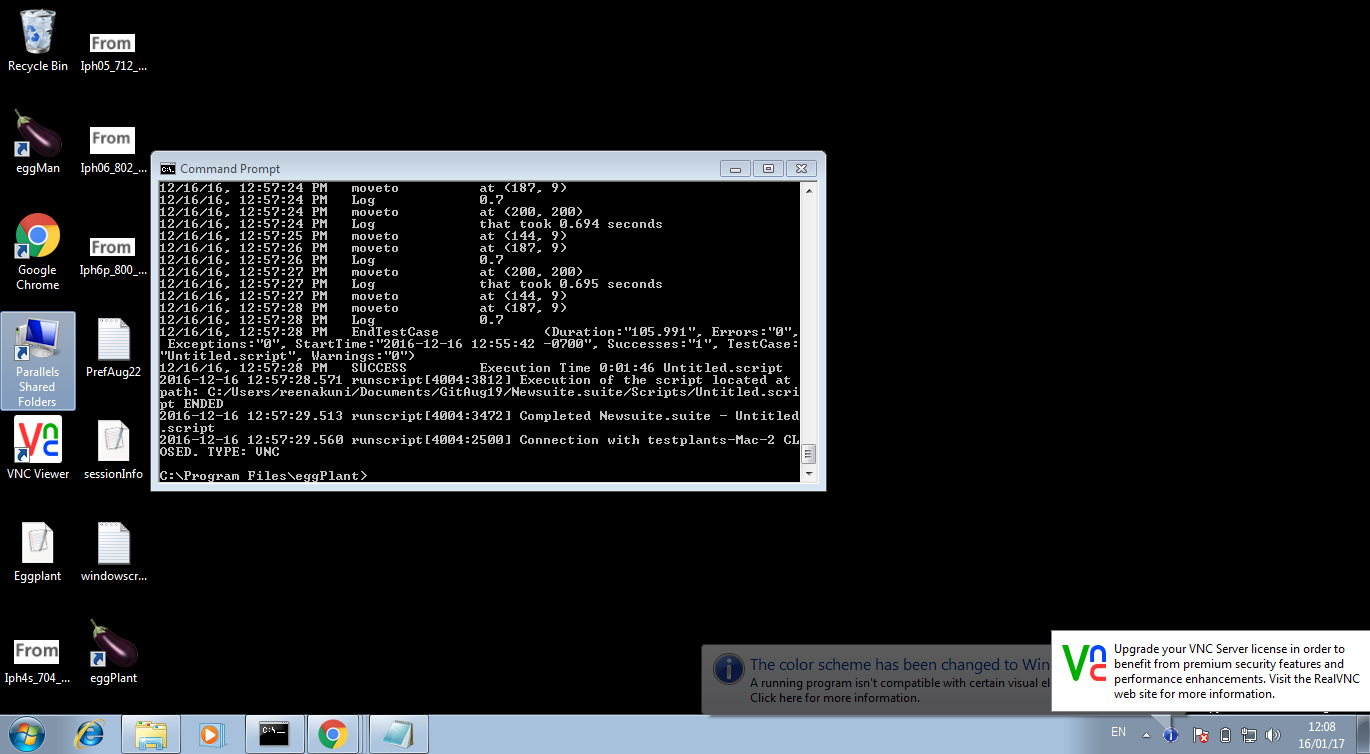 Recycle Bin
From
Iph05_712_...
eggMan
From
Iph06_802_...
Google
Chrome
From
Iph6p_800_...
Parallels
Shared
Folders
PrefAug22
VNC Viewer
sessionInfo
Eggplant
windowscr...
From
Iph4s_704_...
eggPlant
Command Prompt
12/16/16, 12:57:24 PM moveto at (187, 9)
12/16/16, 12:57:24 PM Log 0.7
12/16/16, 12:57:24 PM moveto at (200, 200)
12/16/16, 12:57:24 PM Log that took 0.694 seconds
12/16/16, 12:57:25 PM moveto at (144, 9)
12/16/16, 12:57:26 PM moveto at (187, 9)
12/16/16, 12:57:26 PM Log 0.7
12/16/16, 12:57:27 PM moveto at (200, 200)
12/16/16, 12:57:27 PM Log that took 0.695 seconds
12/16/16, 12:57:27 PM moveto at (144, 9)
12/16/16, 12:57:28 PM moveto at (187, 9)
12/16/16, 12:57:28 PM Log 0.7
12/16/16, 12:57:28 PM EndTestCase (Duration:"105.991", Errors:"0",
Exceptions:"0", StartTime:"2016-12-16 12:55:42 -0700", Successes:"1", TestCase:
"Untitled.script", Warnings:"0")
12/16/16, 12:57:28 PM SUCCESS Execution Time 0:01:46 Untitled.script
2016-12-16 12:57:28.571 runscript[4004:3812] Execution of the script located at
path: C:/Users/reenakuni/Documents/GitAug19/Newsuite.suite/Scripts/Untitled.scri
pt ENDED
2016-12-16 12:57:29.513 runscript[4004:3472] Completed Newsuite.suite - Untitled
.script
2016-12-16 12:57:29.560 runscript[4004:2500] Connection with testplants-Mac-2 CL
OSED. TYPE: VNC
C:\Program Files\eggPlant>
The color scheme has been changed to Win
A running program isn't compatible with certain visual el
Click here for more information.
Upgrade your VNC Server license in order to
benefit from premium security features and
performance enhancements. Visit the RealVNC
web site for more information.
EN
12:08
16/01/17